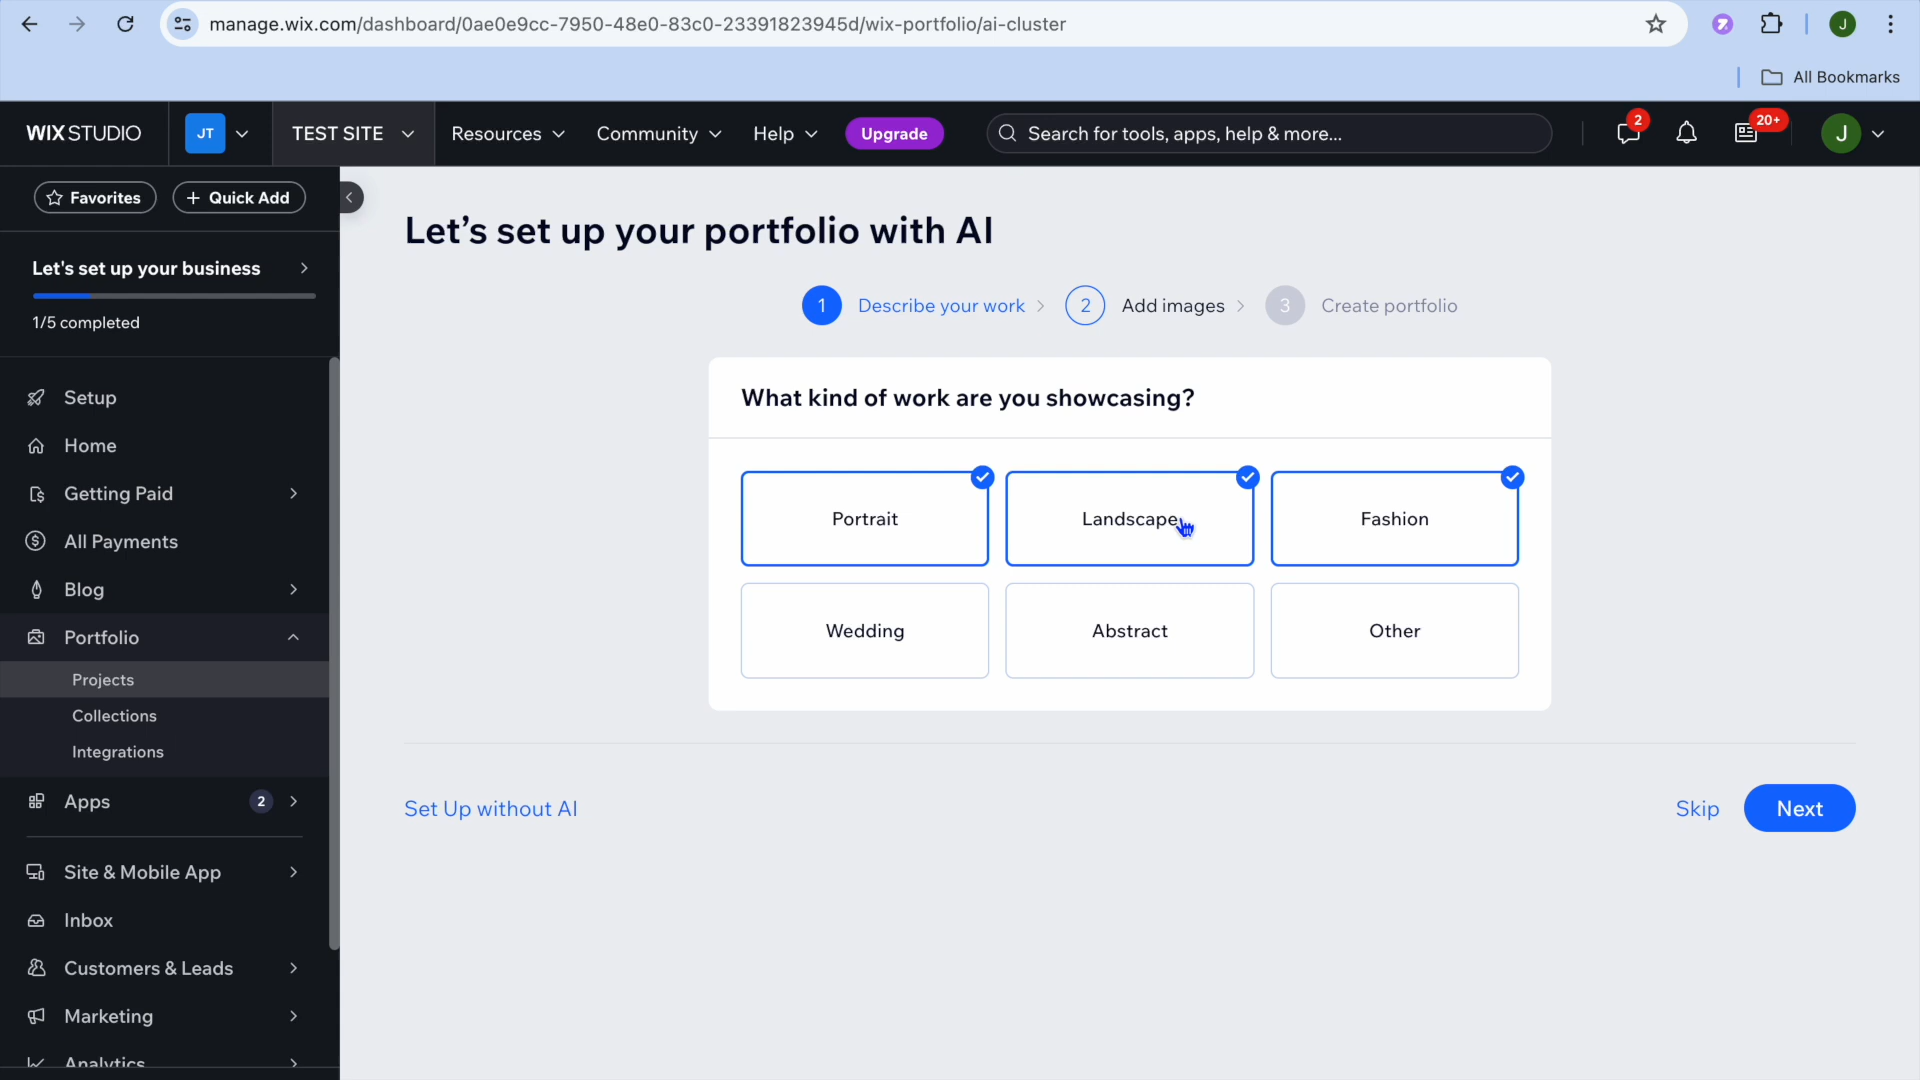 manage.wix.com/dashboard/0ae0e9cc-7950-48e0-83c0-23391823945d/wix-portfolio/ai-cluster
J
All Bookmarks
WIX STUDIO
JT
TEST SITE
Resources
Community
Help
Upgrade
Search for tools, apps, help & more...
2
20+
J
Favorites
+ Quick Add
Let's set up your business
1/5 completed
Setup
Home
Getting Paid
All Payments
Blog
Portfolio
Projects
Collections
Integrations
Apps
2
Site & Mobile App
Inbox
Customers & Leads
Marketing
Analytics
Let’s set up your portfolio with AI
1 Describe your work
2 Add images
3 Create portfolio
What kind of work are you showcasing?
Portrait
Landscape
Fashion
Wedding
Abstract
Other
Set Up without AI
Skip
Next